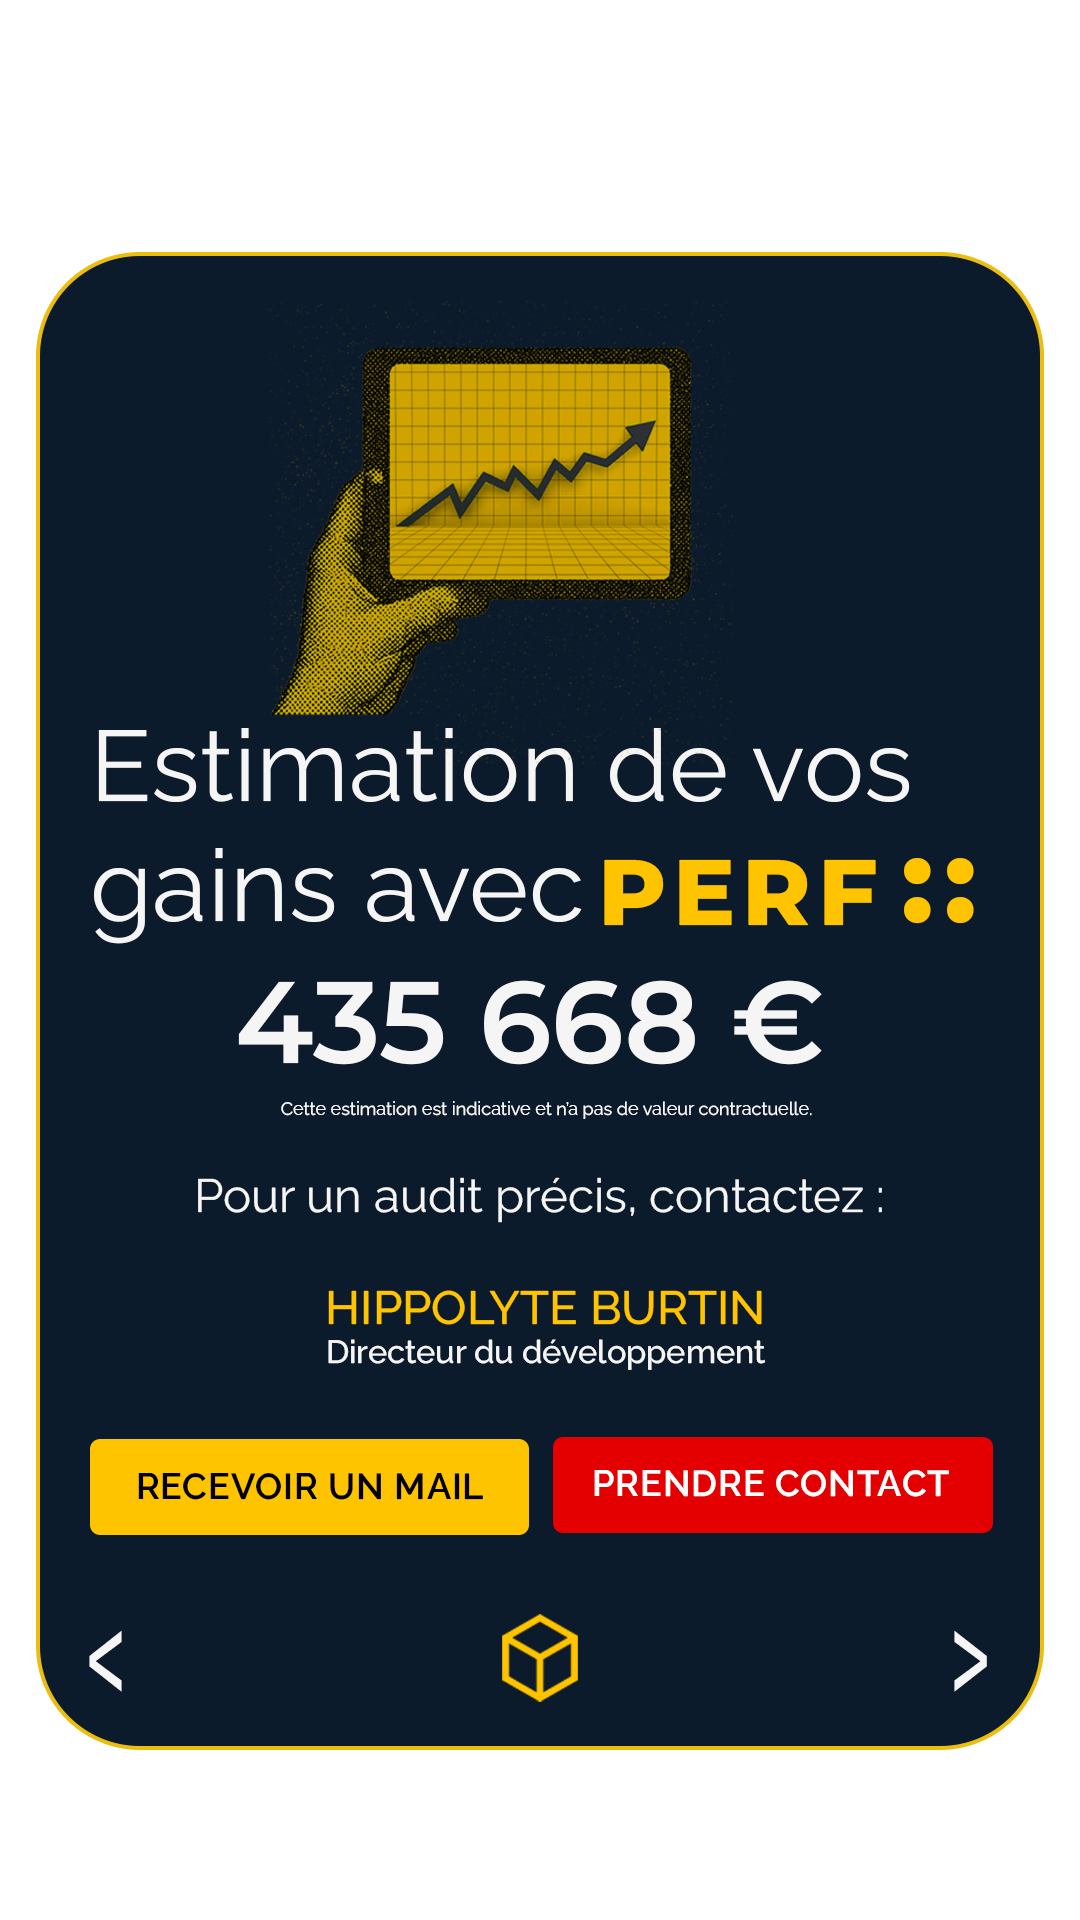 Estimation de vos
gains avec PERF
435 668 €
Cette estimation est indicative et n'a pas de valeur contractuelle.
Pour un audit précis, contactez :
HIPPOLYTE BURTIN
Directeur du développement
RECEVOIR UN MAIL
PRENDRE CONTACT
< >